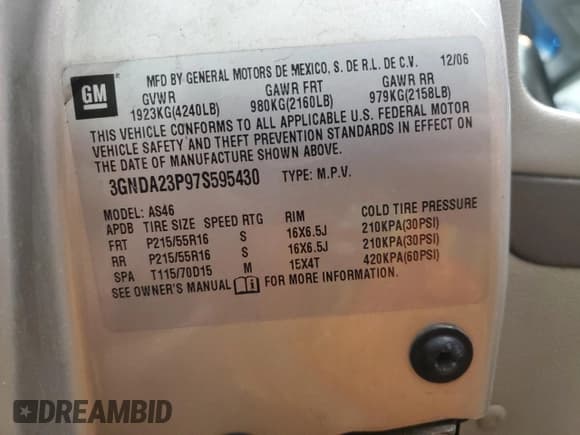 GM
MFD BY GENERAL MOTORS DE MEXICO, S. DE R.L. DE C.V. 12/06
GVWR GAWR FRT GAWR RR
1923KG(4240LB) 980KG(2160LB) 979KG(2158LB)
THIS VEHICLE CONFORMS TO ALL APPLICABLE U.S. FEDERAL MOTOR
VEHICLE SAFETY AND THEFT PREVENTION STANDARDS IN EFFECT ON
THE DATE OF MANUFACTURE SHOWN ABOVE.
3GNDA23P97S595430 TYPE: M.P.V.
MODEL: AS46
APDB TIRE SIZE SPEED RTG RIM COLD TIRE PRESSURE
FRT P215/55R16 S 16X6.5J 210KPA(30PSI)
RR P215/55R16 S 16X6.5J 210KPA(30PSI)
SPA T115/70D15 M 15X4T 420KPA(60PSI)
SEE OWNER'S MANUAL FOR MORE INFORMATION.
DREAMBID